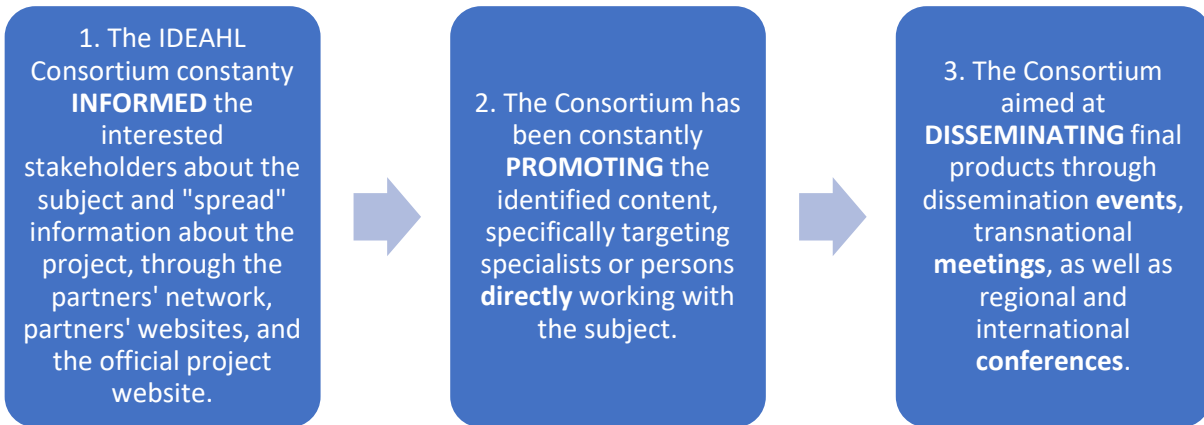 1. The IDEAHL
Consortium constanty
INFORMED the
interested
stakeholders about the
subject and "spread"
information about the
project, through the
partners' network,
partners' websites, and
the official project
website.
2. The Consortium has
been constantly
PROMOTING the
identified content,
specifically targeting
specialists or persons
directly working with
the subject.
3. The Consortium
aimed at
DISSEMINATING final
products through
dissemination events,
transnational
meetings, as well as
regional and
international
conferences.